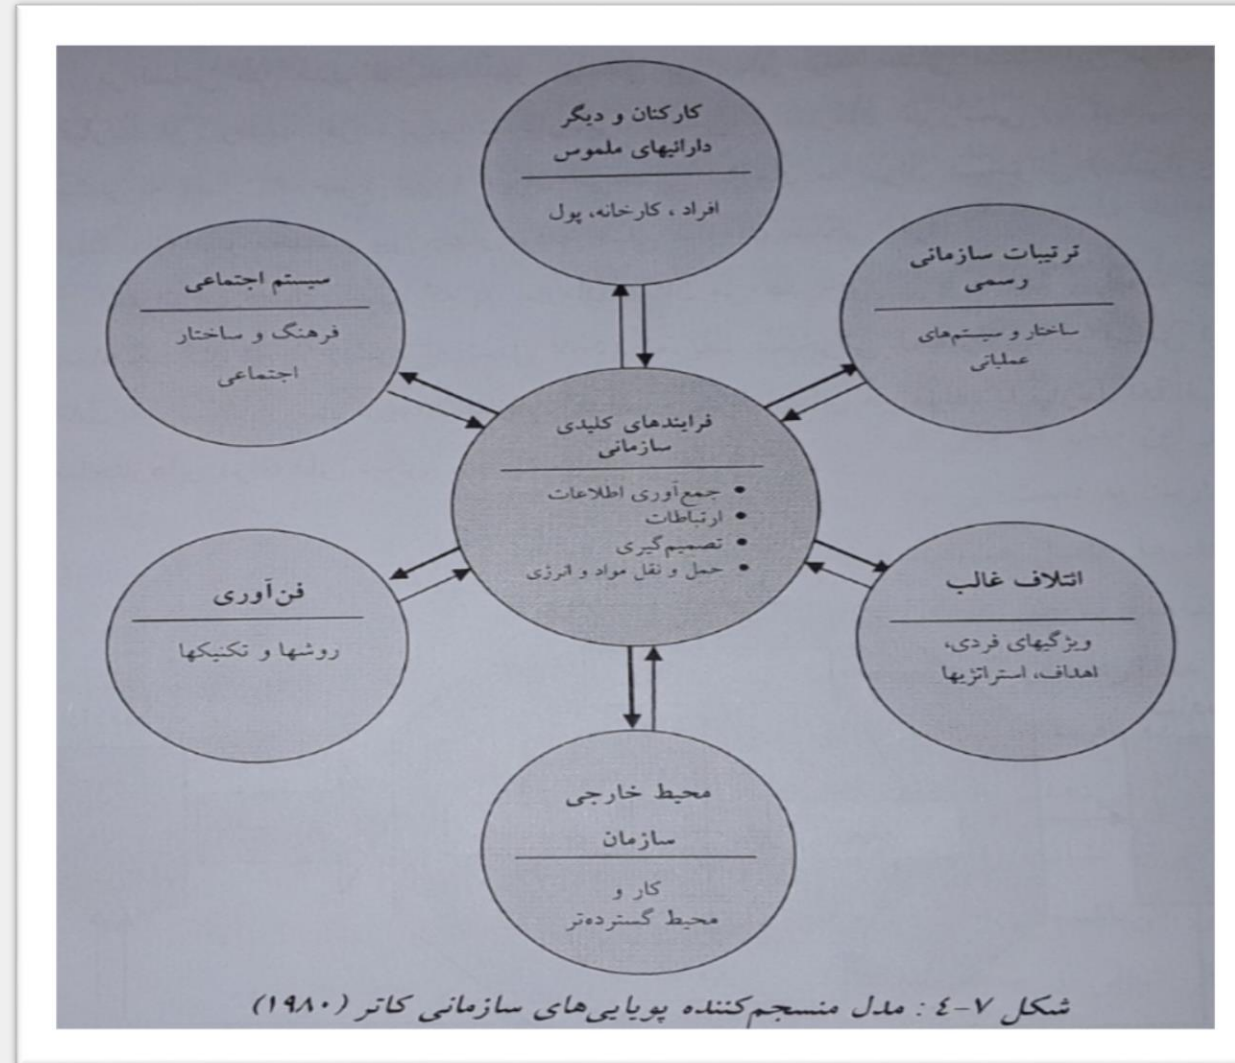 کارکنان و دیگر
دارائیهای ملموس
افراد ، کارخانه، پول
ترتیبات سازمانی
رسمی
ساختار و سیستم‌های
عملیاتی
سیستم اجتماعی
فرهنگ و ساختار
اجتماعی
فرایندهای کلیدی
سازمانی
• جمع‌آوری اطلاعات
• ارتباطات
• تصمیم‌گیری
• حمل و نقل مواد و انرژی
ائتلاف غالب
ویژگیهای فردی،
اهداف، استراتژیها
فن‌آوری
روشها و تکنیکها
محیط خارجی
سازمان
کار و
محیط گسترده‌تر
شکل ۷-٤ : مدل منسجم‌کننده پویایی‌های سازمانی کاتر (۱۹۸۰)